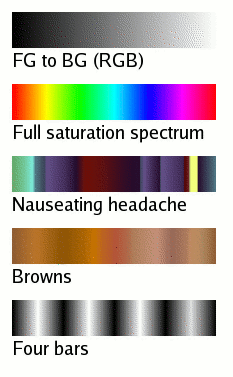 FG to BG (RGB)
Full saturation spectrum
Nauseating headache
Browns
Four bars